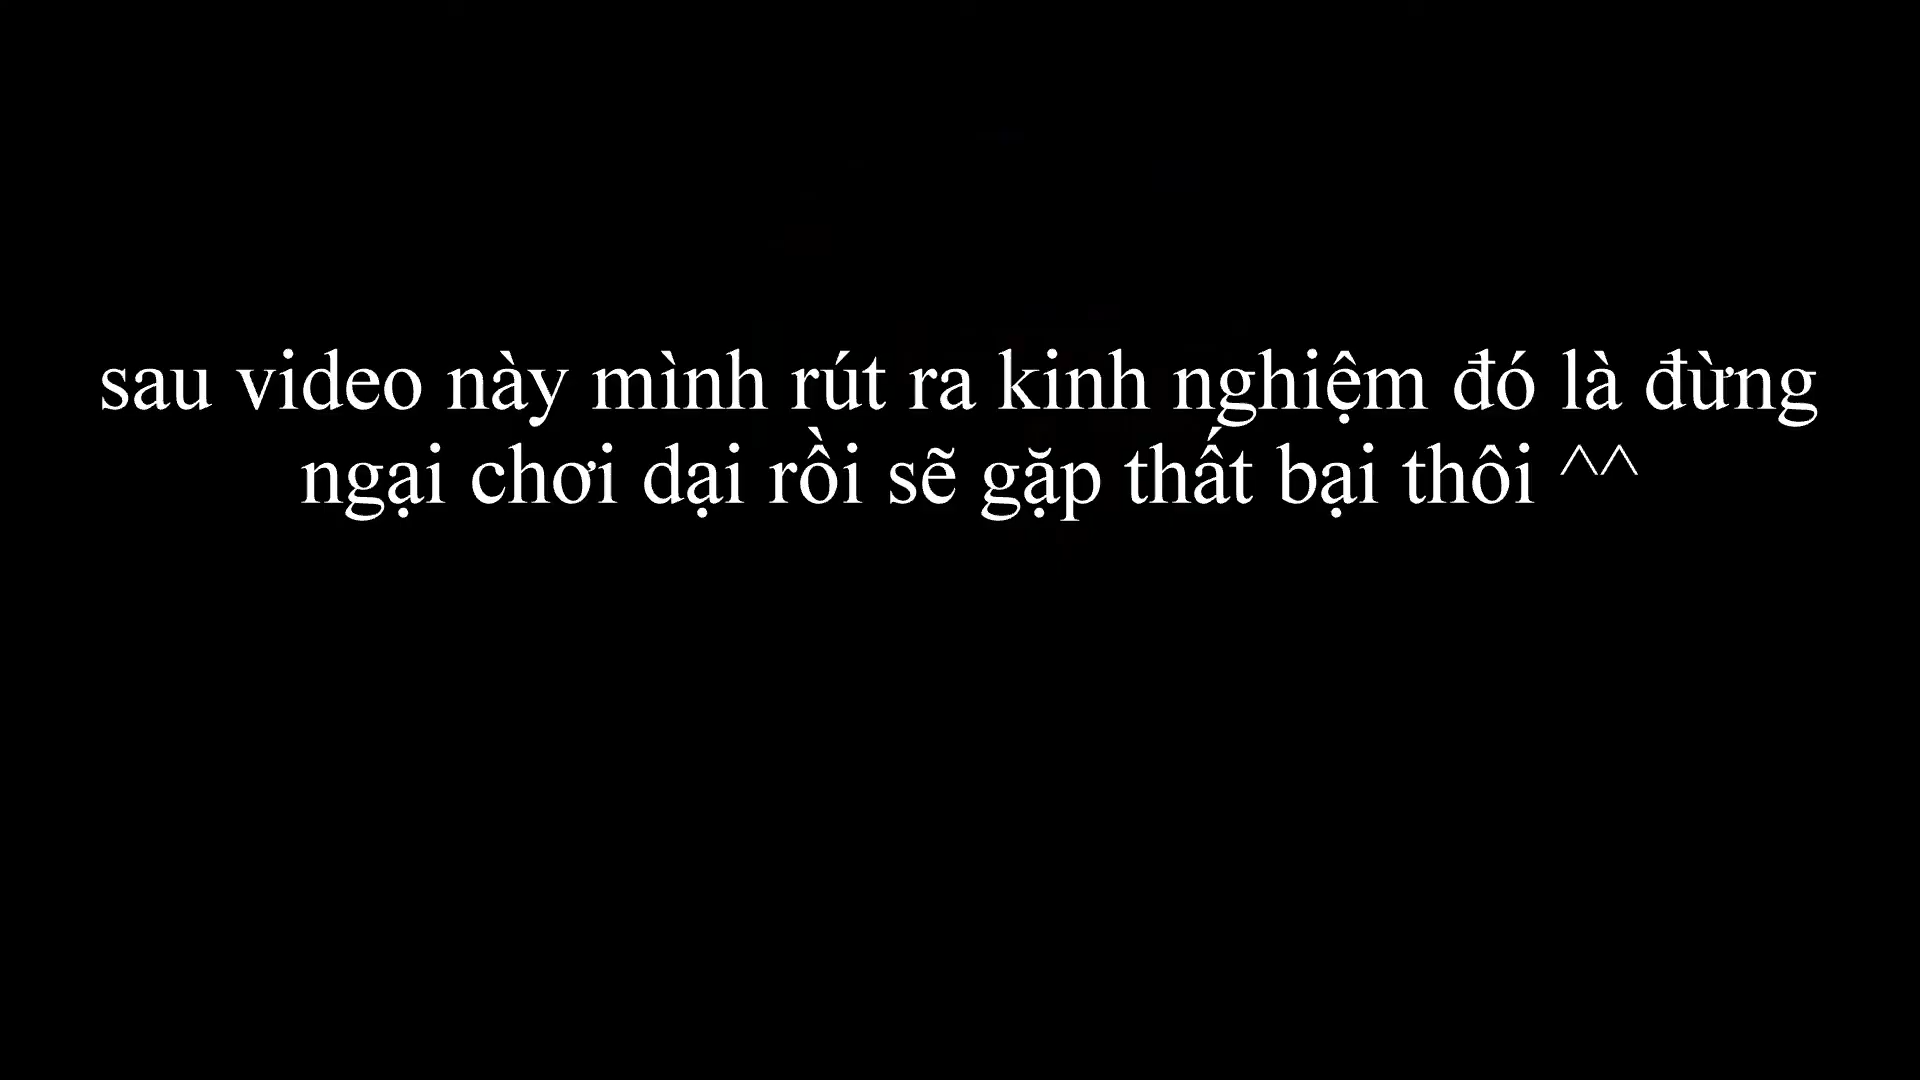 sau video này mình rút ra kinh nghiệm đó là đừng
ngại chơi dại rồi sẽ gặp thất bại thôi ^^